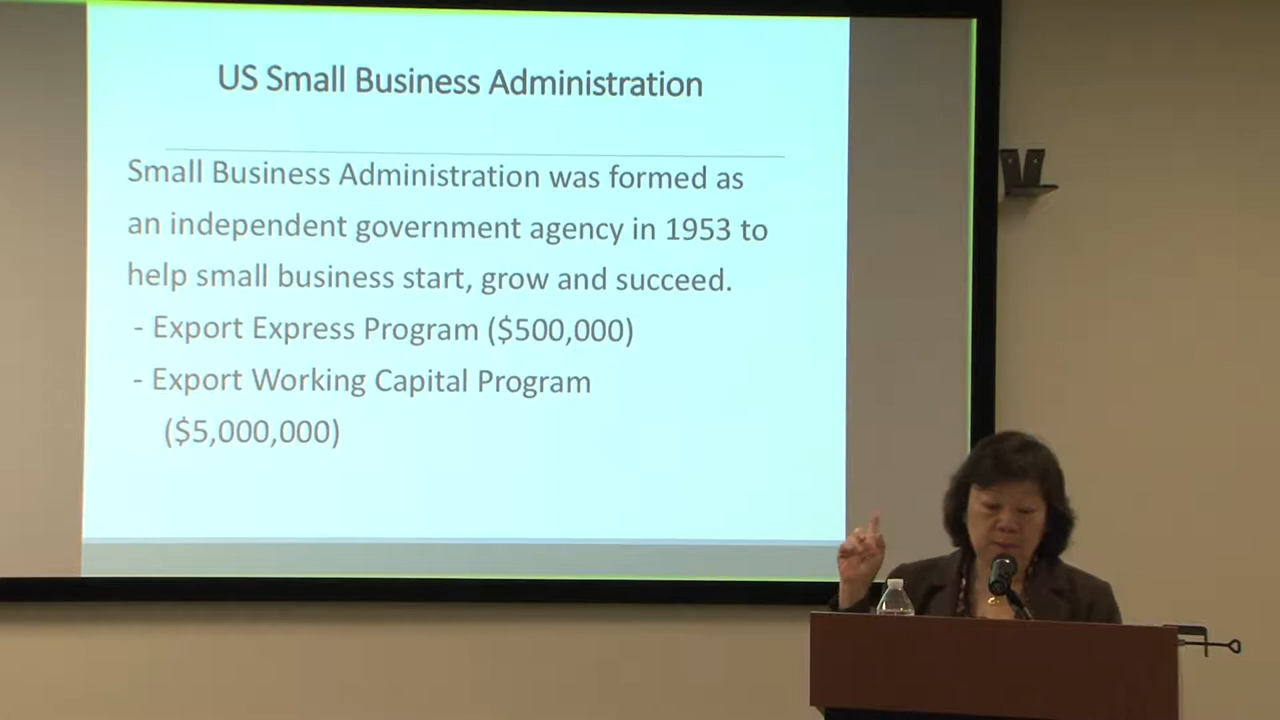 US Small Business Administration
Small Business Administration was formed as
an independent government agency in 1953 to
help small business start, grow and succeed.
- Export Express Program ($500,000)
- Export Working Capital Program
($5,000,000)